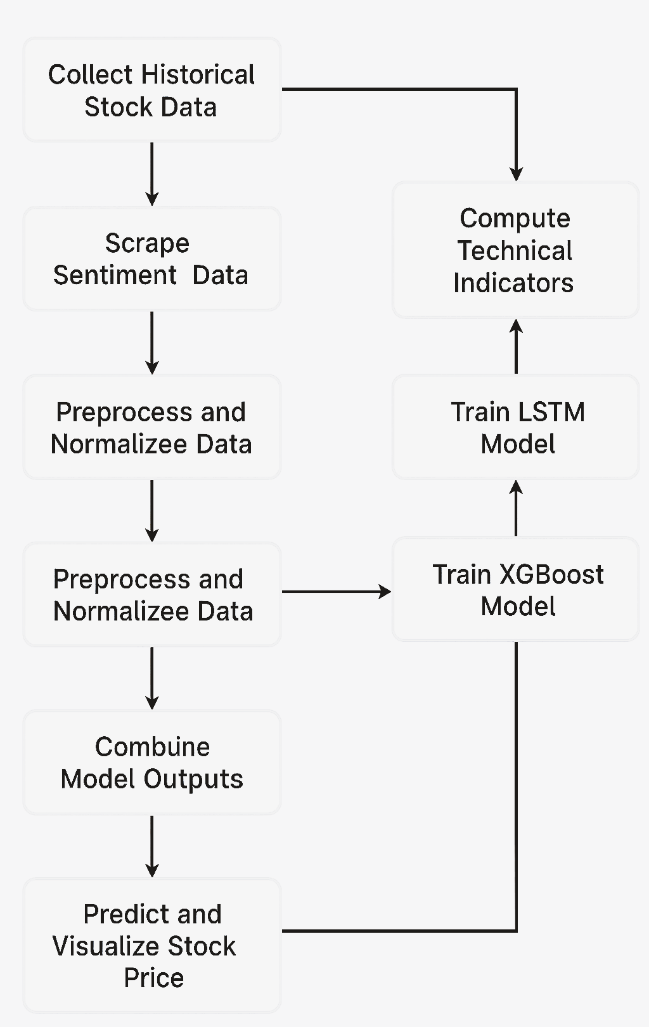 Collect Historical
Stock Data
Scrape
Sentiment Data
Preprocess and
Normalizee Data
Preprocess and
Normalizee Data
Combuine
Model Outputs
Predict and
Visualize Stock
Price
Compute
Technical
Indicators
Train LSTM
Model
Train XGBoost
Model